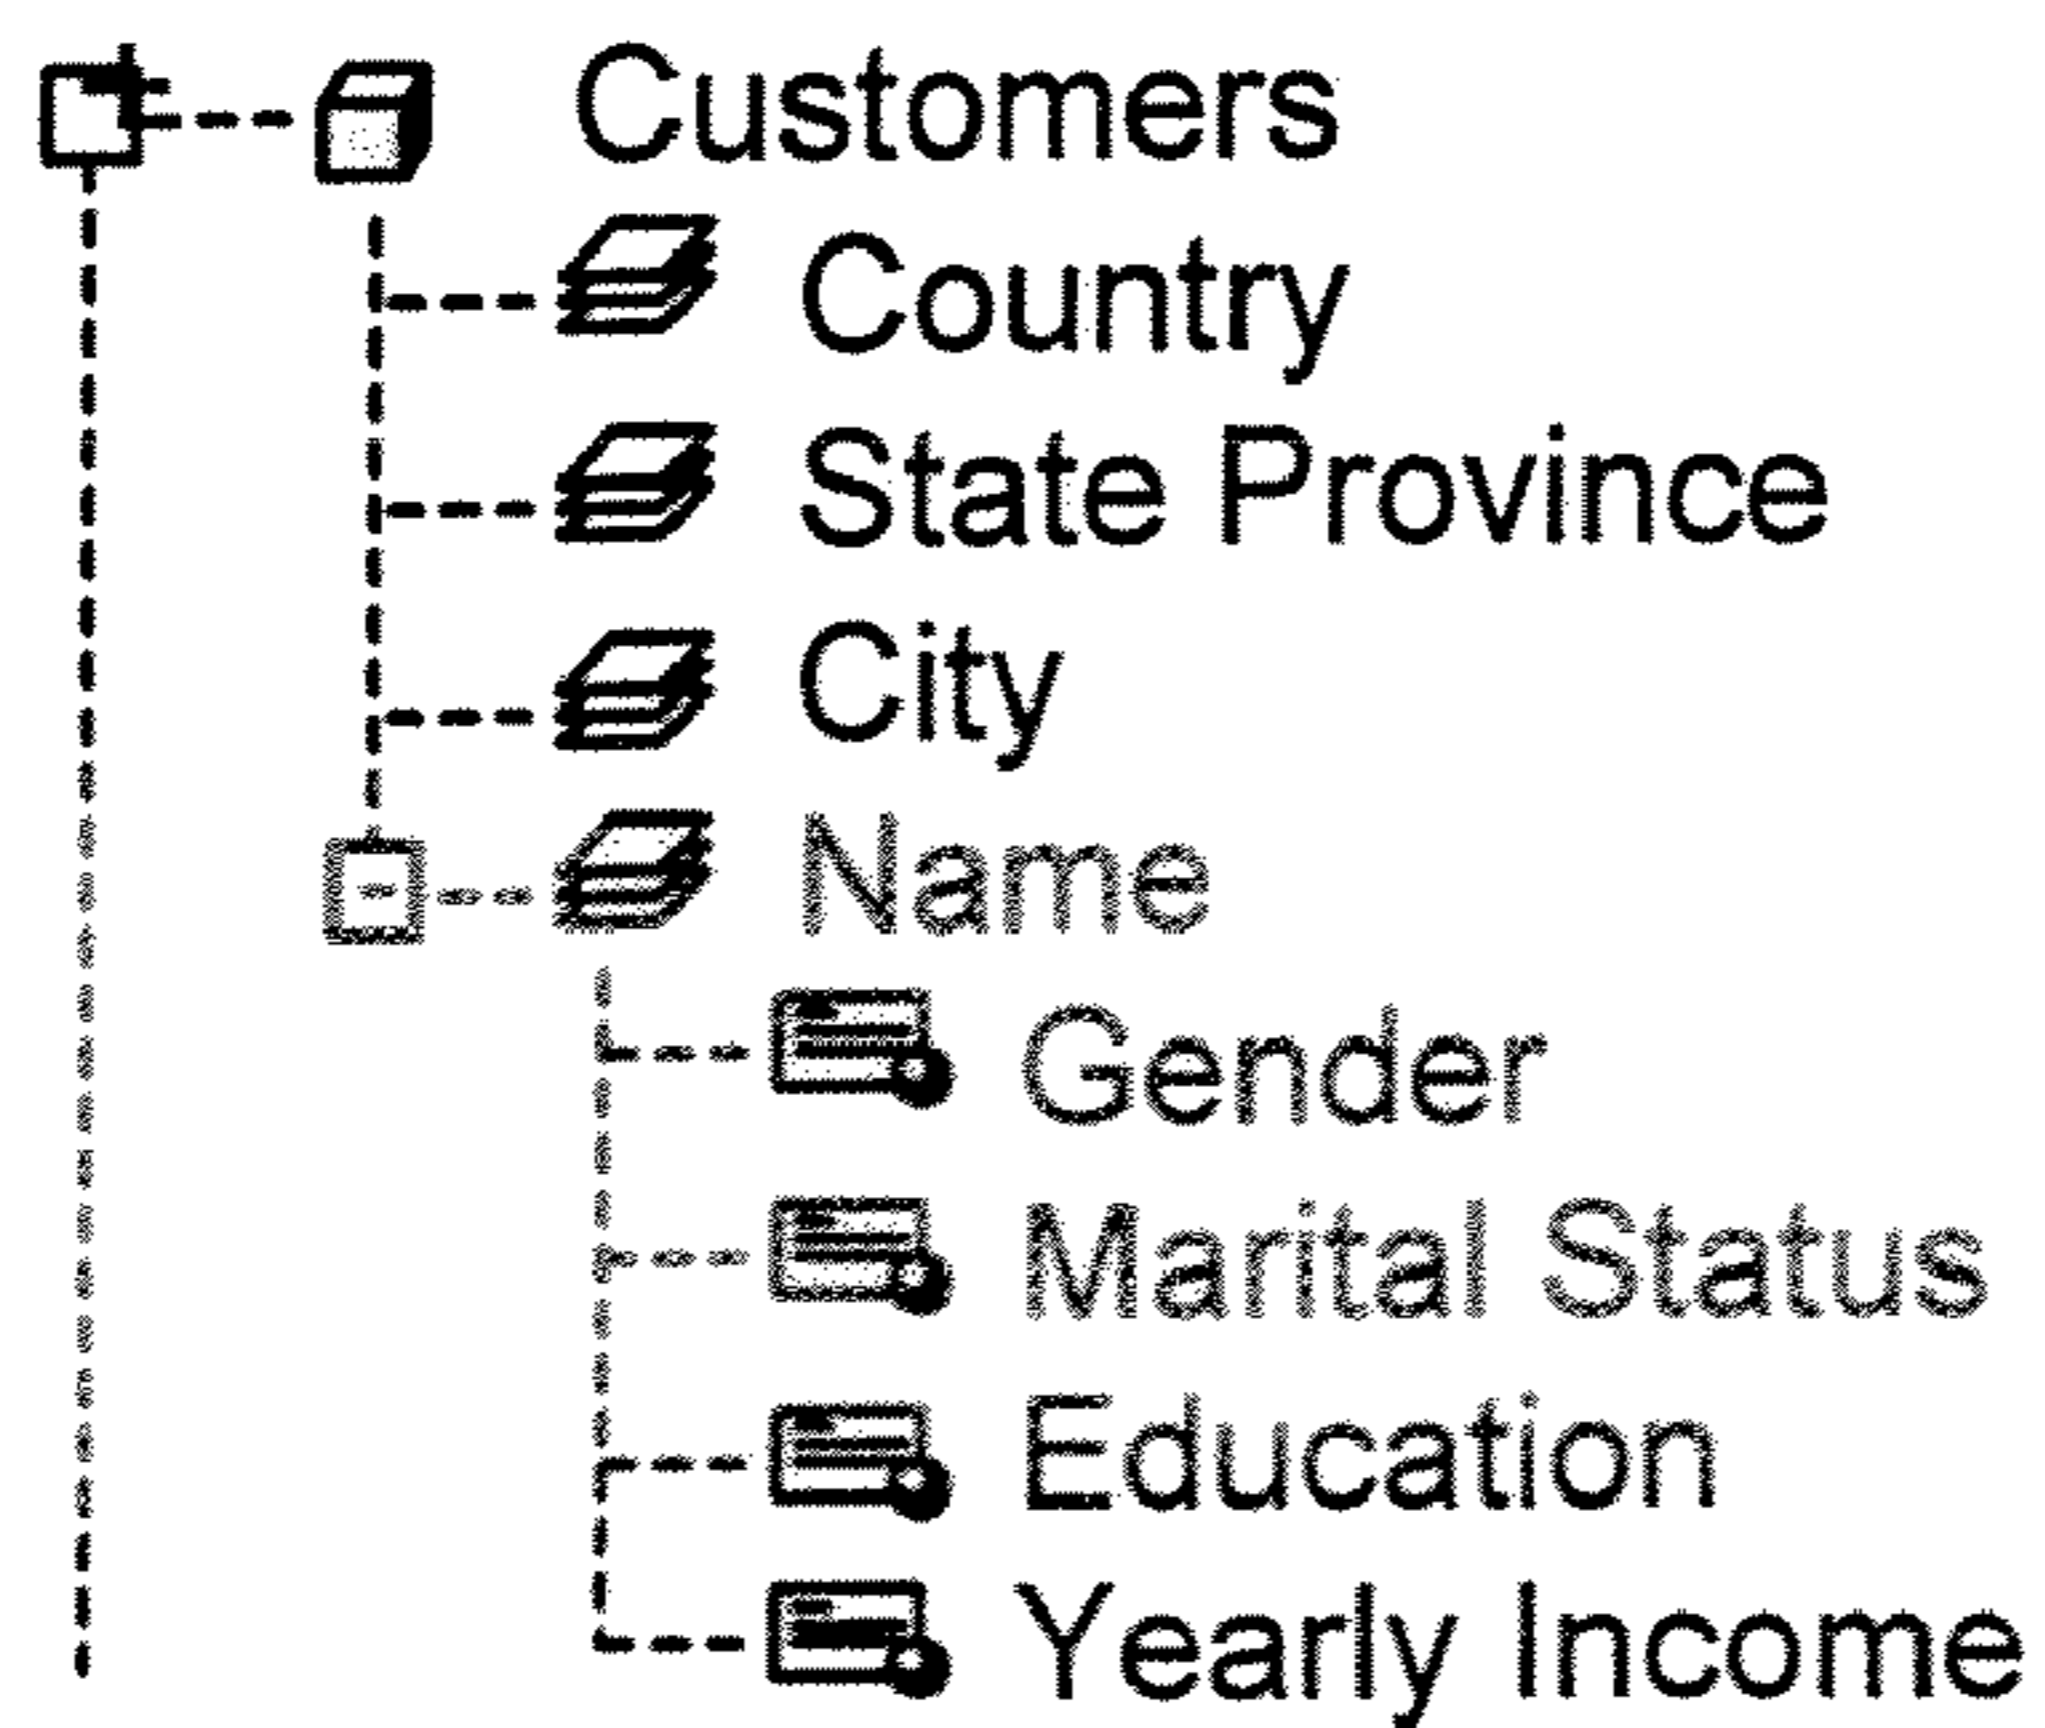 Customers
Country
State Province
City
Name
Gender
Marital Status
Education
Yearly Income